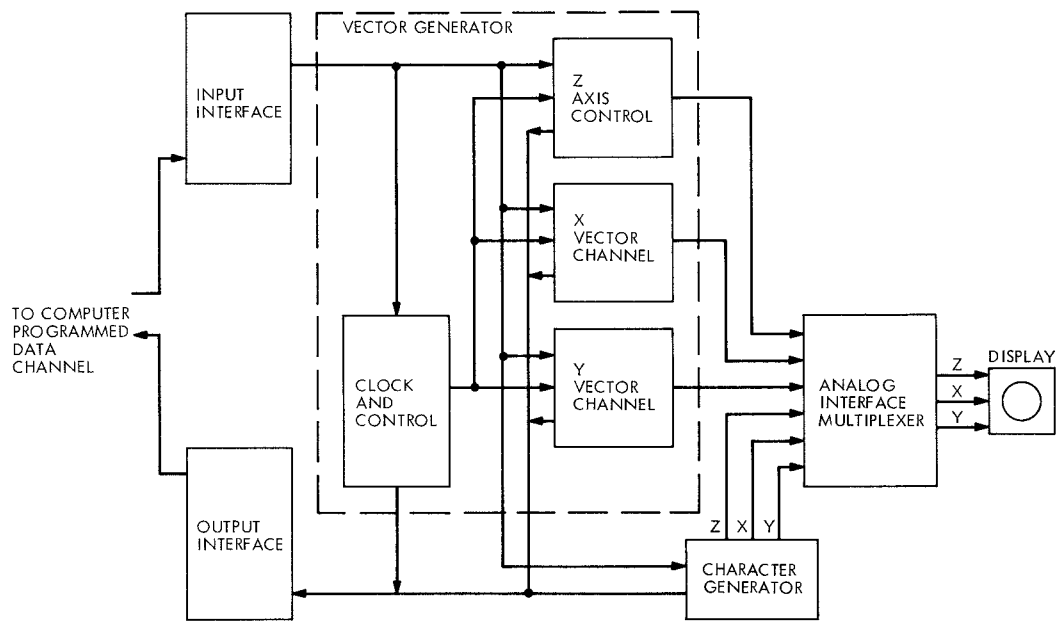 VECTOR GENERATOR
INPUT
INTERFACE
Z
AXIS
CONTROL
X
VECTOR
CHANNEL
TO COMPUTER
PROGRAMMED
DATA
CHANNEL
CLOCK
AND
CONTROL
Y
VECTOR
CHANNEL
ANALOG
INTERFACE
MULTIPLEXER
Z
X
Y
DISPLAY
OUTPUT
INTERFACE
Z X Y
CHARACTER
GENERATOR